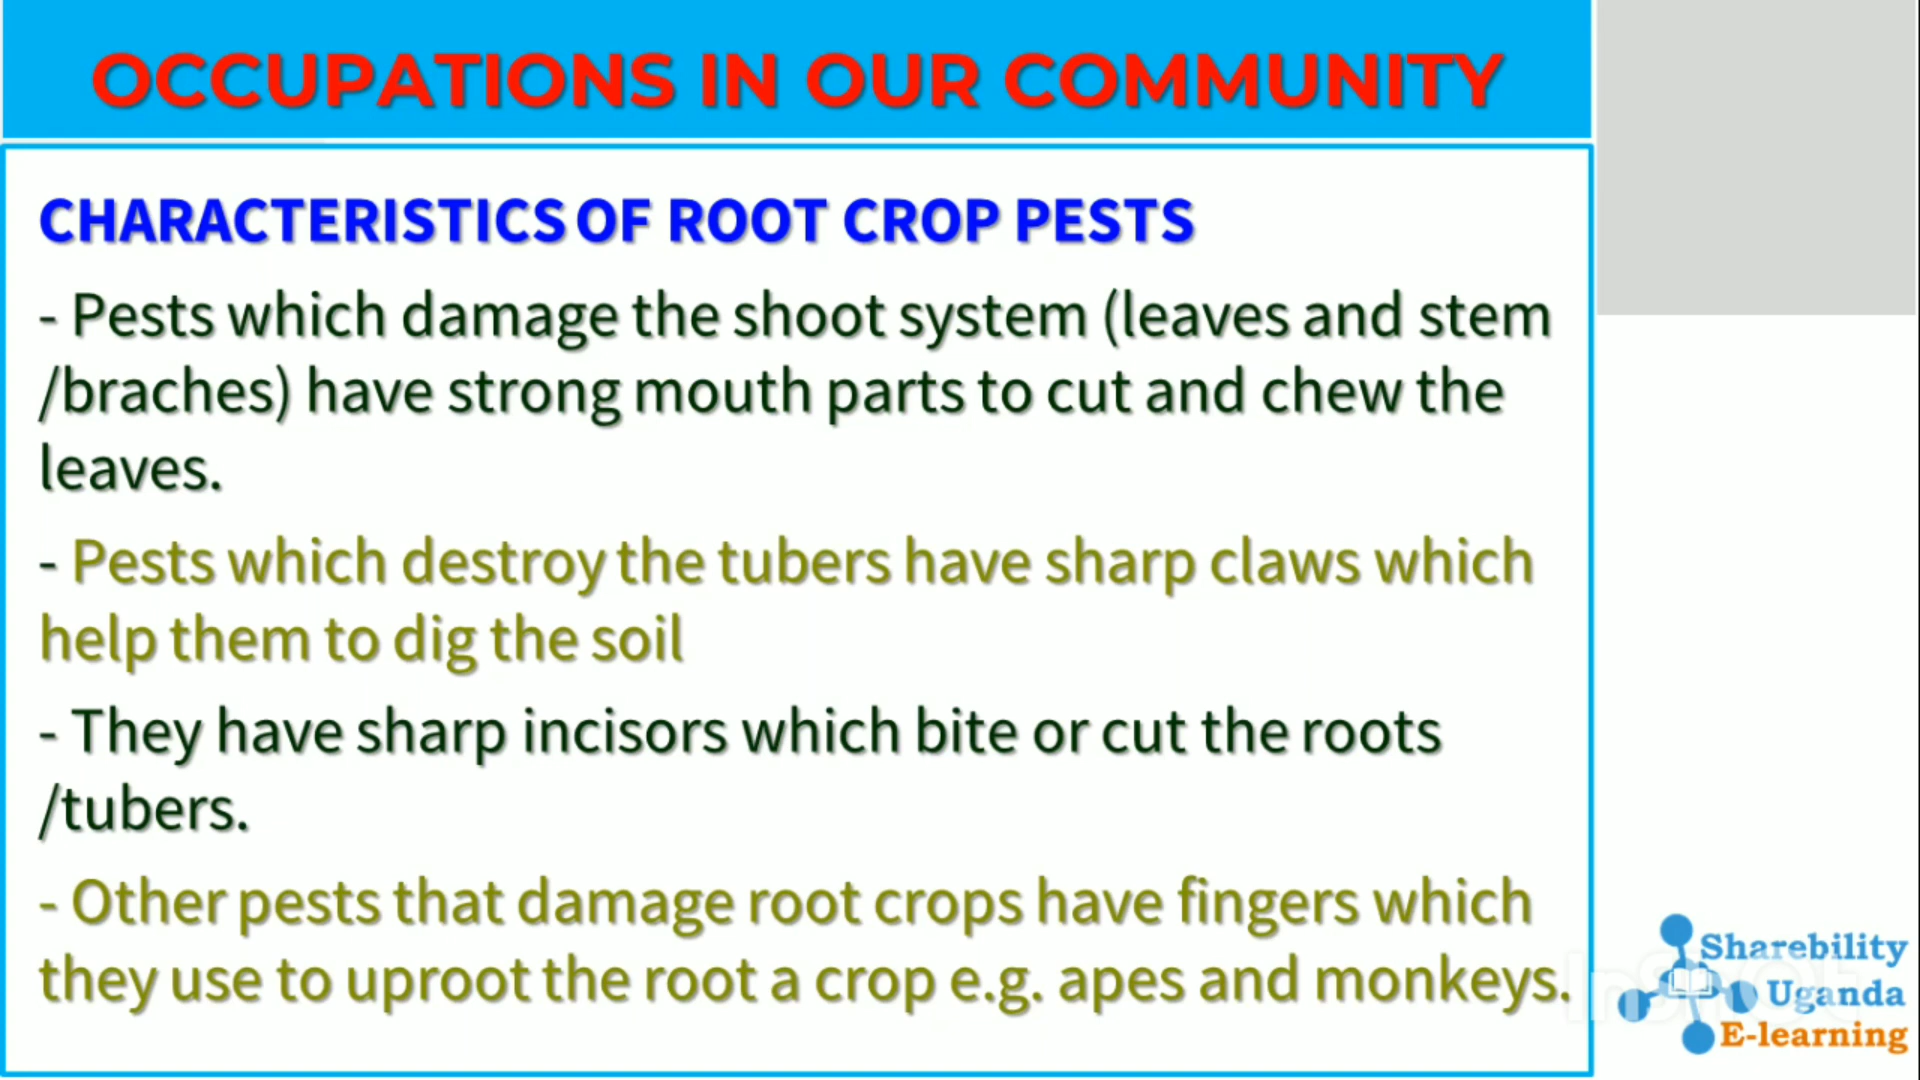 OCCUPATIONS IN OUR COMMUNITY
CHARACTERISTICS OF ROOT CROP PESTS
- Pests which damage the shoot system (leaves and stem
/braches) have strong mouth parts to cut and chew the
leaves.
- Pests which destroy the tubers have sharp claws which
help them to dig the soil
- They have sharp incisors which bite or cut the roots
/tubers.
- Other pests that damage root crops have fingers which
they use to uproot the root a crop e.g. apes and monkeys.
InShot
Sharebility
Uganda
E-learning